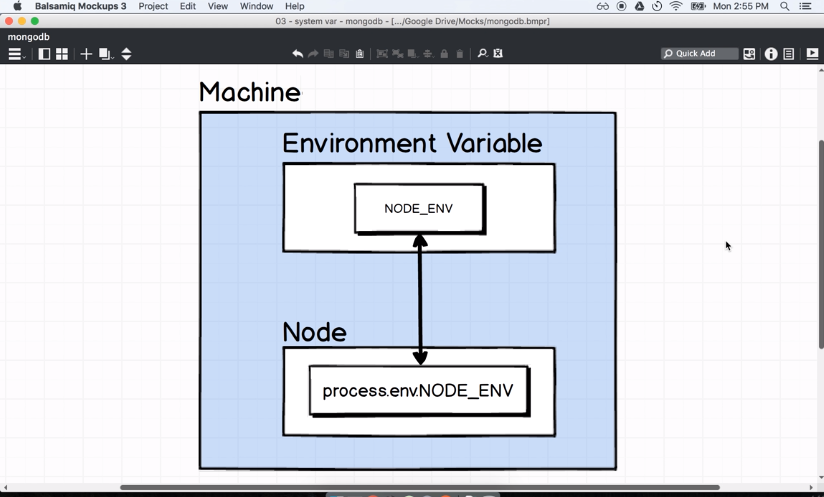 Balsamiq Mockups 3 Project Edit View Window Help Mon 2:55 PM
03 - system var - mongodb - [.../Google Drive/Mocks/mongodb.bmpr]
mongodb
Quick Add
Machine
Environment Variable
NODE_ENV
Node
process.env.NODE_ENV